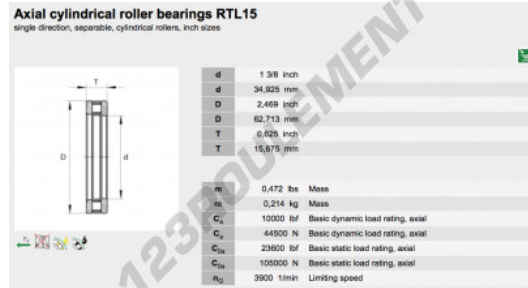 Axial cylindrical roller bearings RTL15
single direction, separable, cylindrical rollers, inch sizes
T
D
d
d 1 3/8 inch
d 34,925 mm
D 2,469 inch
D 62,713 mm
T 0,625 inch
T 15,875 mm
m 0,472 lbs Mass
m 0,214 kg Mass
Ca 10000 lbf Basic dynamic load rating, axial
Ca 44500 N Basic dynamic load rating, axial
C0a 23600 lbf Basic static load rating, axial
C0a 105000 N Basic static load rating, axial
nG 3900 1/min Limiting speed
123ROULEMENT